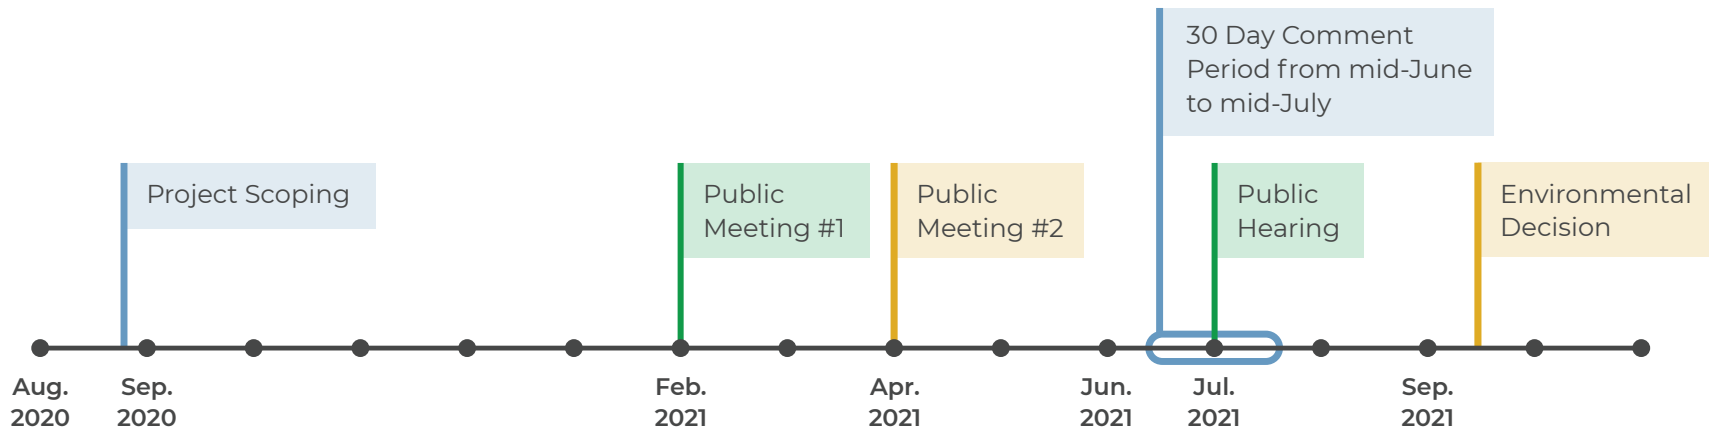 30 Day Comment
Period from mid-June
to mid-July
Project Scoping
Public
Meeting #1
Public
Meeting #2
Public
Hearing
Environmental
Decision
Aug.
2020
Sep.
2020
Feb.
2021
Apr.
2021
Jun.
2021
Jul.
2021
Sep.
2021